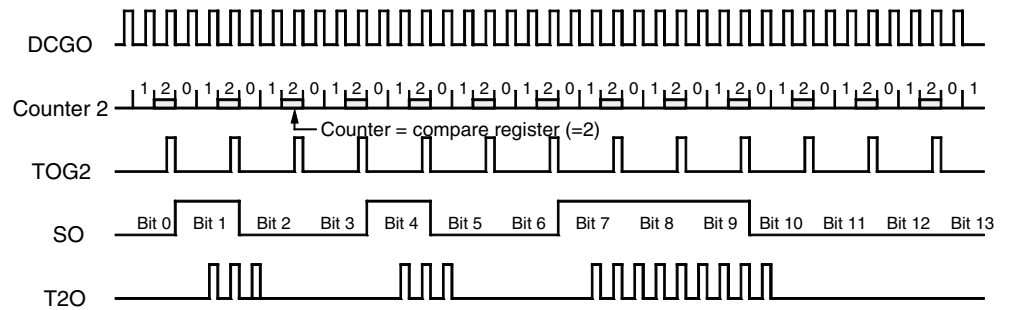 DCGO
Counter 2 1 2 0 1 2 0 1 2 0 1 2 0 1 2 0 1 2 0 1 2 0 1 2 0 1 2 0 1 2 0 1 2 0 1 2 0 1 2 0 1
Counter = compare register (=2)
TOG2
SO Bit 0 Bit 1 Bit 2 Bit 3 Bit 4 Bit 5 Bit 6 Bit 7 Bit 8 Bit 9 Bit 10 Bit 11 Bit 12 Bit 13
T2O